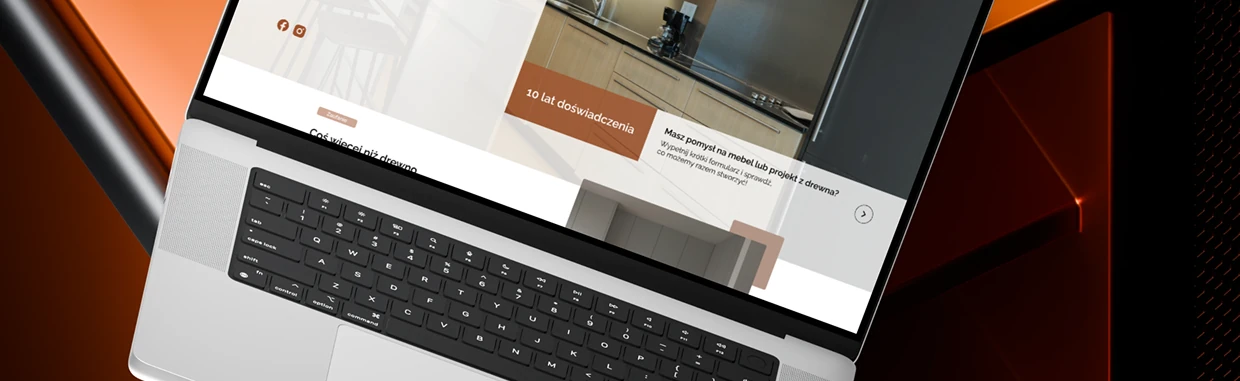 10 lat doświadczenia
Masz pomysł na mebel lub projekt z drewna?
Wypełnij krótki formularz i sprawdź,
co możemy razem stworzyć!
Coś więcej niż drewno
esc
tab
Q W E R T Y U I O P
caps lock
A S D F G H J K L
shift
Z X C V B N M
fn
control
option
command